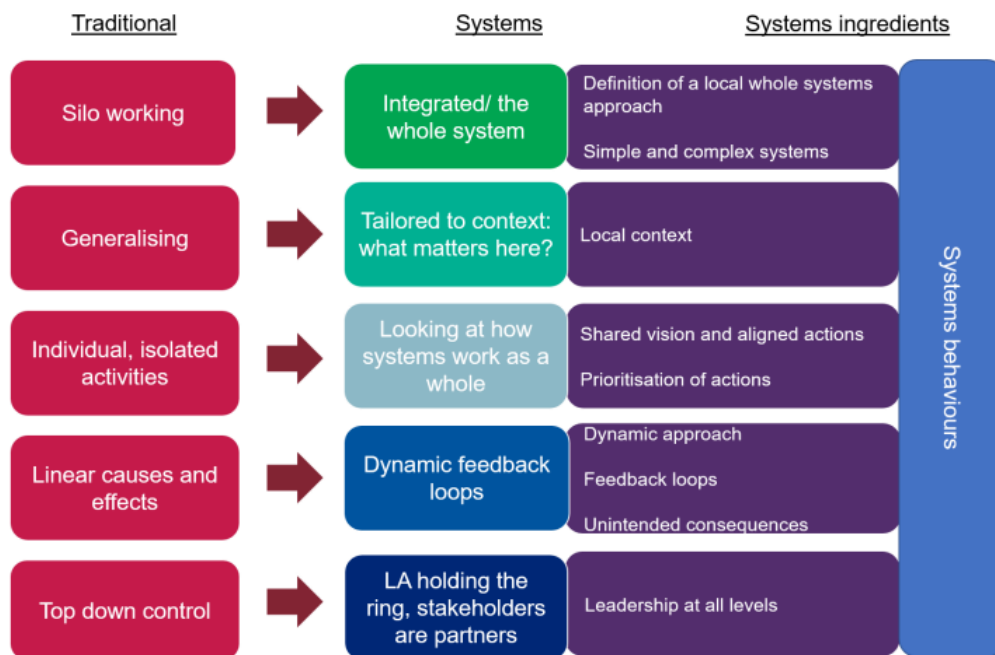 Traditional
Systems
Systems ingredients
Silo working
Integrated/ the
whole system
Definition of a local whole systems
approach
Simple and complex systems
Generalising
Tailored to context:
what matters here?
Local context
Individual, isolated
activities
Looking at how
systems work as a
whole
Shared vision and aligned actions
Prioritisation of actions
Linear causes and
effects
Dynamic feedback
loops
Dynamic approach
Feedback loops
Unintended consequences
Top down control
LA holding the
ring, stakeholders
are partners
Leadership at all levels
Systems behaviours